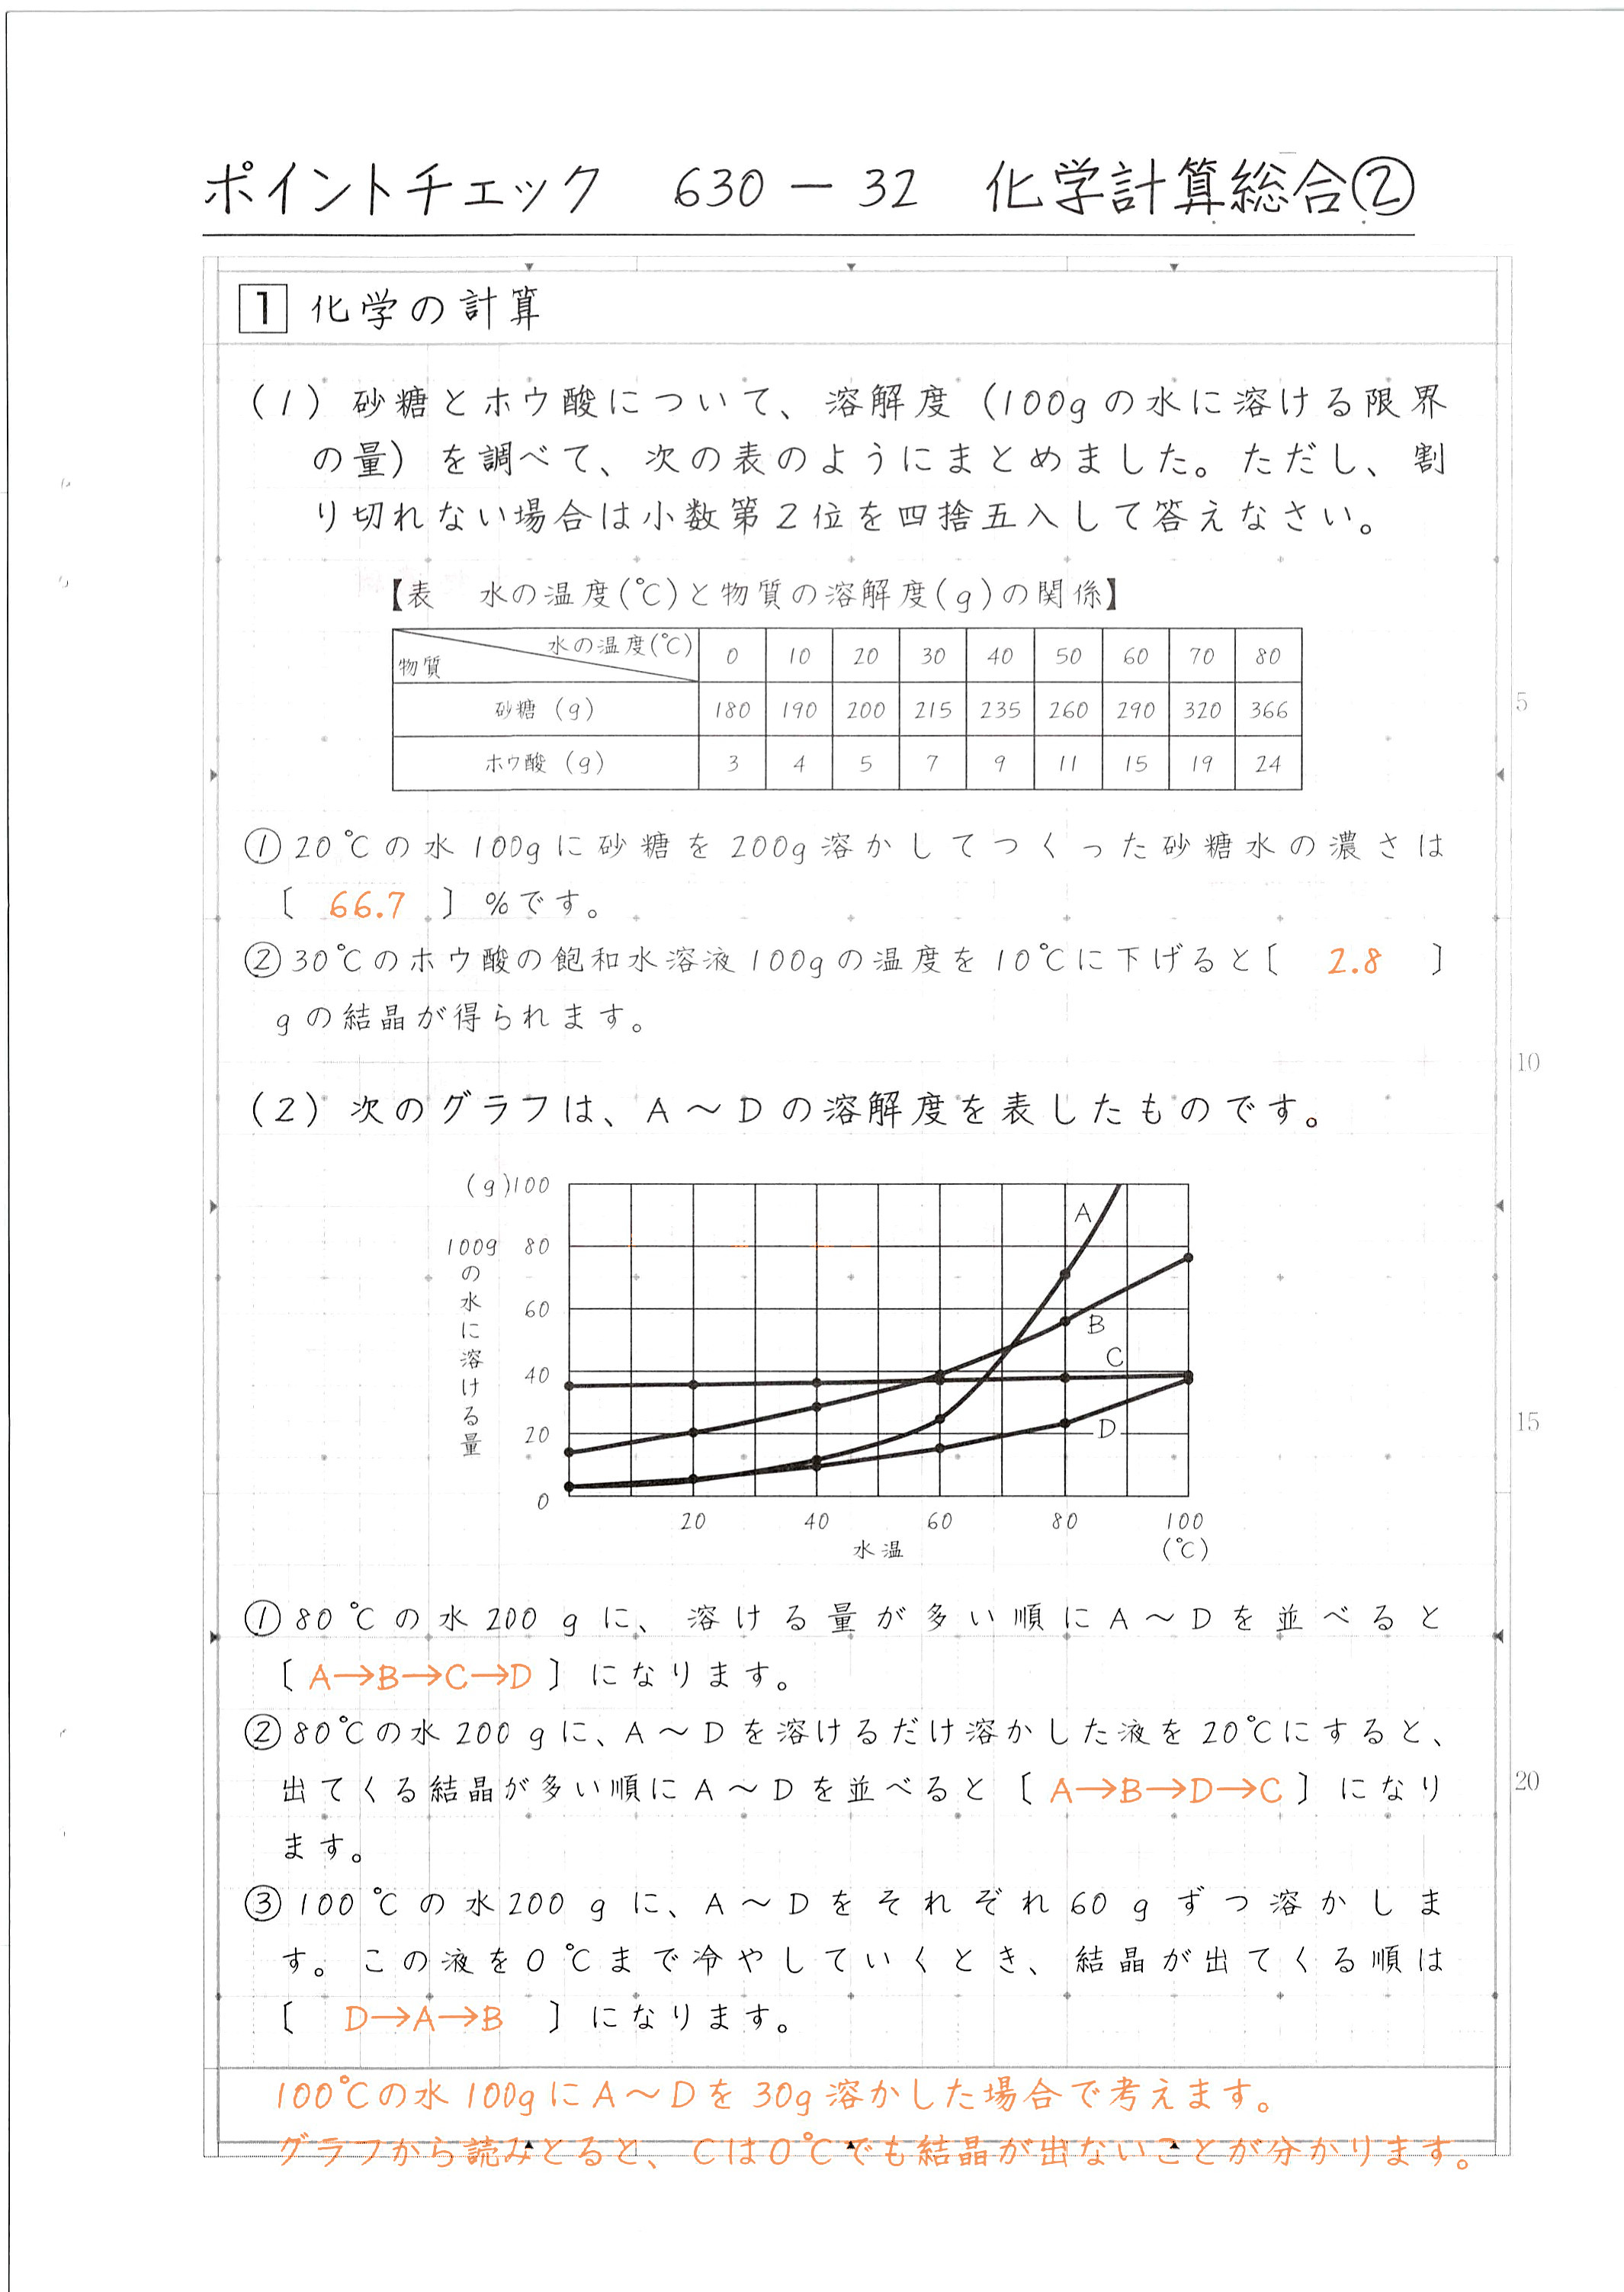 ポイントチェック 630－32 化学計算総合②
1 化学の計算
(1) 砂糖とホウ酸について、溶解度（100gの水に溶ける限界
の量）を調べて、次の表のようにまとめました。ただし、割
り切れない場合は小数第2位を四捨五入して答えなさい。
【表 水の温度(℃)と物質の溶解度(g)の関係】
水の温度(℃) 0 10 20 30 40 50 60 70 80
物質
砂糖（g） 180 190 200 215 235 260 290 320 366
ホウ酸（g） 3 4 5 7 9 11 15 19 24
①20℃の水100gに砂糖を200g溶かしてつくった砂糖水の濃さは
〔 66.7 〕%です。
②30℃のホウ酸の飽和水溶液100gの温度を10℃に下げると〔 2.8 〕
gの結晶が得られます。
(2) 次のグラフは、A～Dの溶解度を表したものです。
(g)100
A
100g
の水に溶ける量
80
60
B
C
40
20
D
0
20 40 60 80 100
水温 (℃)
①80℃の水200gに、溶ける量が多い順にA～Dを並べると
〔 A→B→C→D 〕になります。
②80℃の水200gに、A～Dを溶けるだけ溶かした液を20℃にすると、
出てくる結晶が多い順にA～Dを並べると〔 A→B→D→C 〕になり
ます。
③100℃の水200gに、A～Dをそれぞれ60gずつ溶かしま
す。この液を0℃まで冷やしていくとき、結晶が出てくる順は
〔 D→A→B 〕になります。
100℃の水100gにA～Dを30g溶かした場合で考えます。
グラフから読みとると、Cは0℃でも結晶が出ないことが分かります。
5
10
15
20